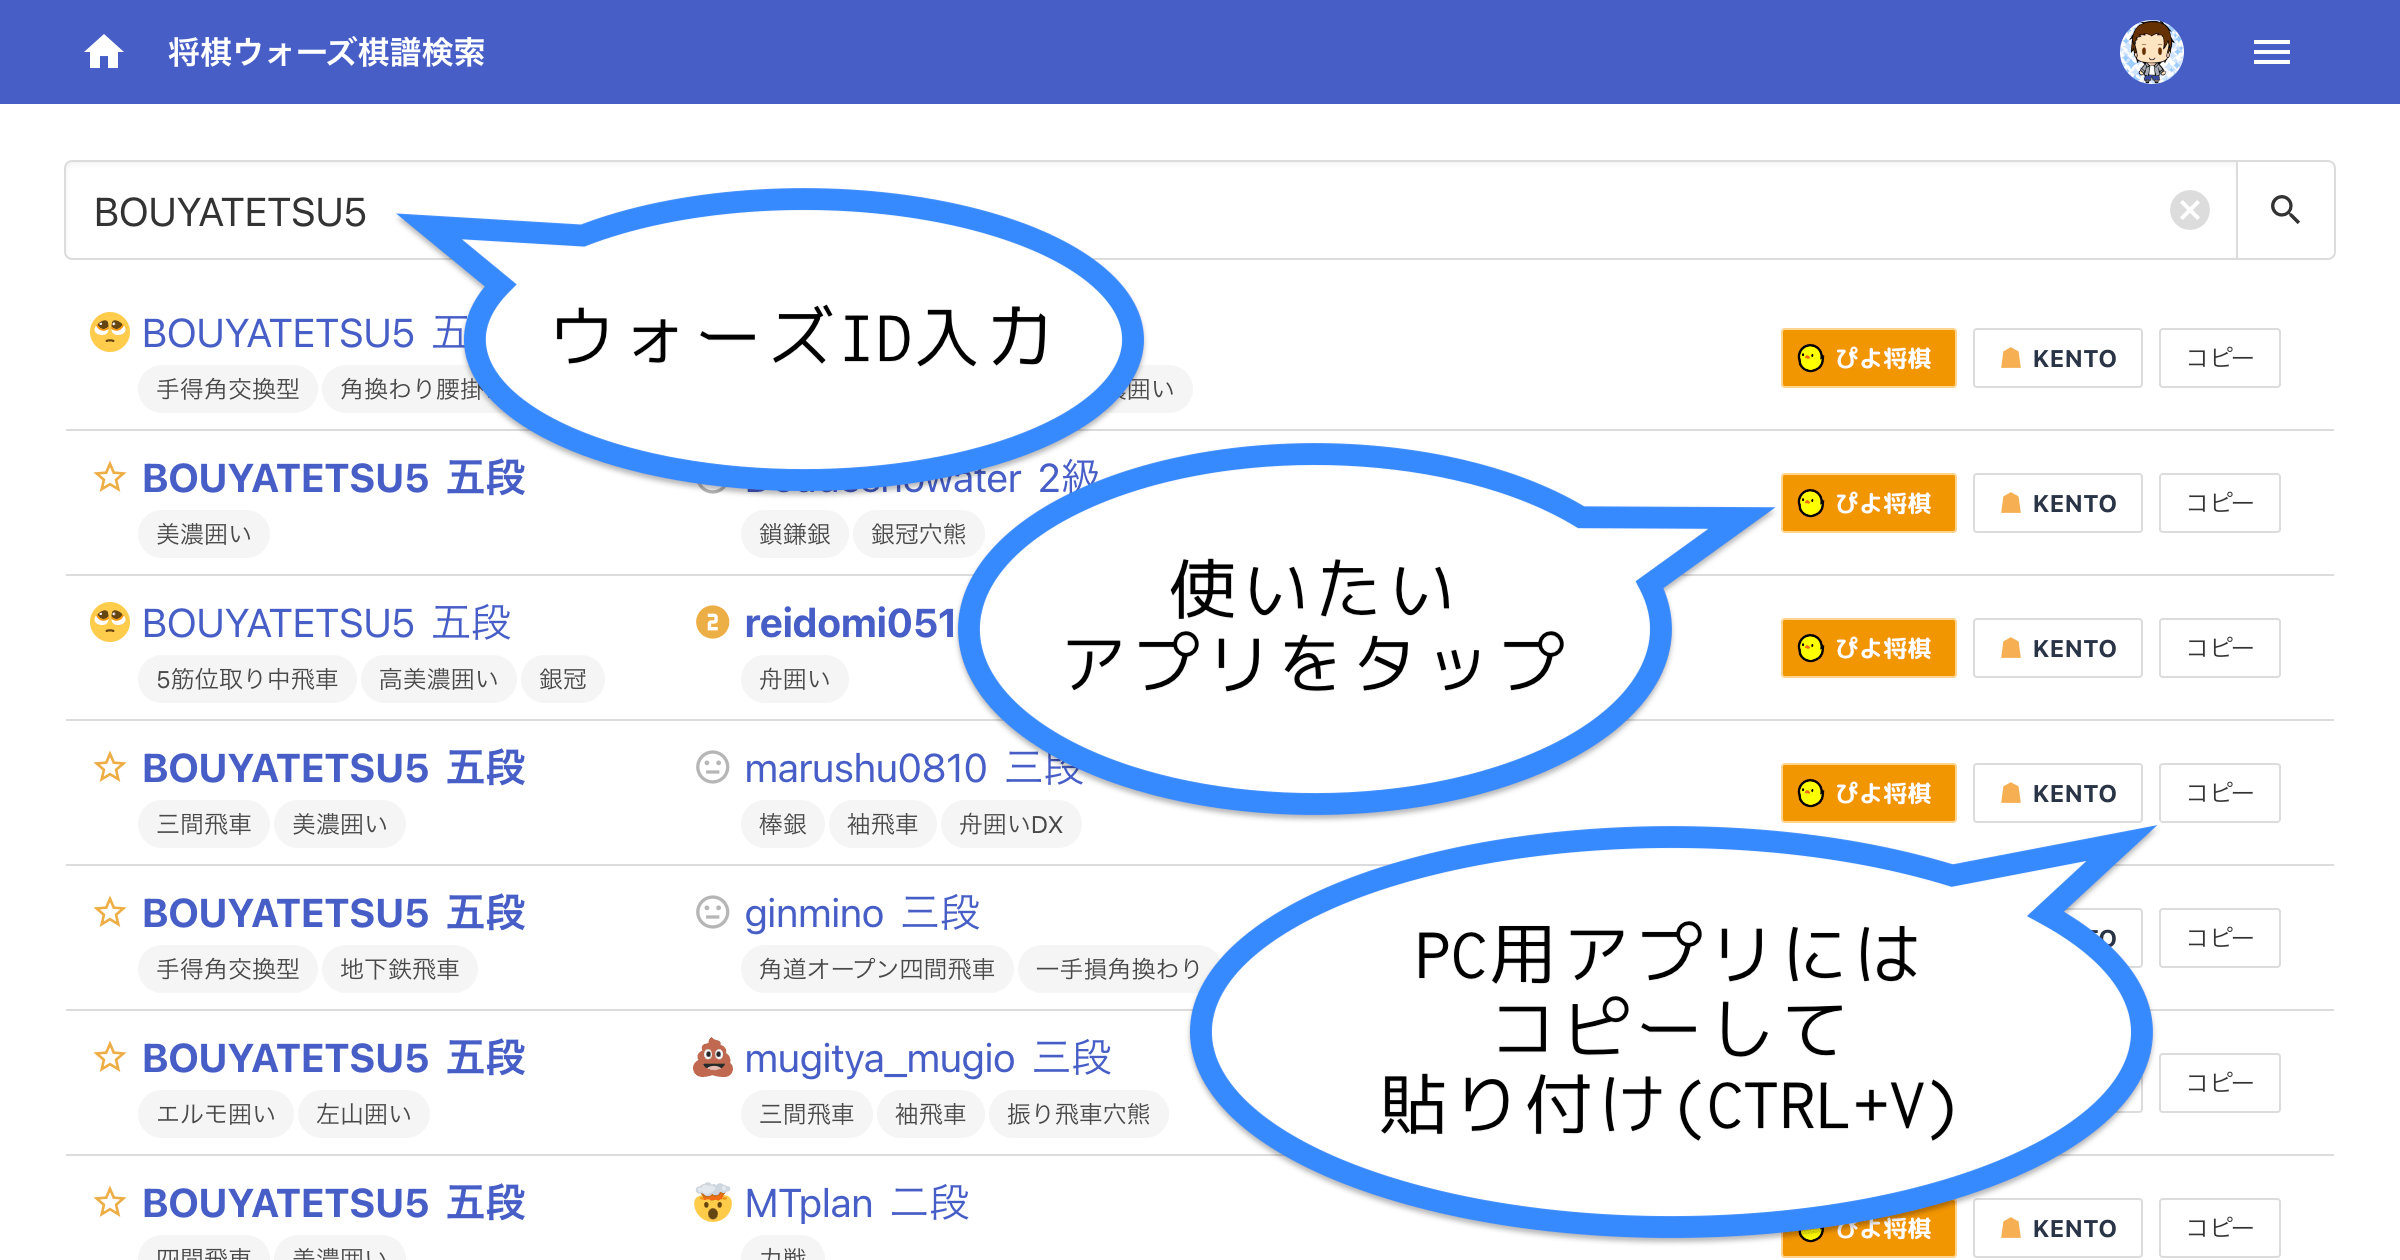 将棋ウォーズ棋譜検索
BOUYATETSU5
ウォーズID入力
BOUYATETSU5 五
ぴよ将棋 KENTO コピー
手得角交換型 角換わり腰掛 囲い
BOUYATETSU5 五段 2級
ぴよ将棋 KENTO コピー
美濃囲い 鎖鎌銀 銀冠穴熊
使いたい
アプリをタップ
BOUYATETSU5 五段 2 reidomi051
ぴよ将棋 KENTO コピー
5筋位取り中飛車 高美濃囲い 銀冠 舟囲い
BOUYATETSU5 五段 marushu0810 三段
ぴよ将棋 KENTO コピー
三間飛車 美濃囲い 棒銀 袖飛車 舟囲いDX
BOUYATETSU5 五段 ginmino 三段
コピー
手得角交換型 地下鉄飛車 角道オープン四間飛車 一手損角換わり
PC用アプリには
コピーして
貼り付け(CTRL+V)
BOUYATETSU5 五段 mugitya_mugio 三段
コピー
エルモ囲い 左山囲い 三間飛車 袖飛車 振り飛車穴熊
BOUYATETSU5 五段 MTplan 二段
ぴよ将棋 KENTO コピー
四間飛車 美濃囲い 力戦